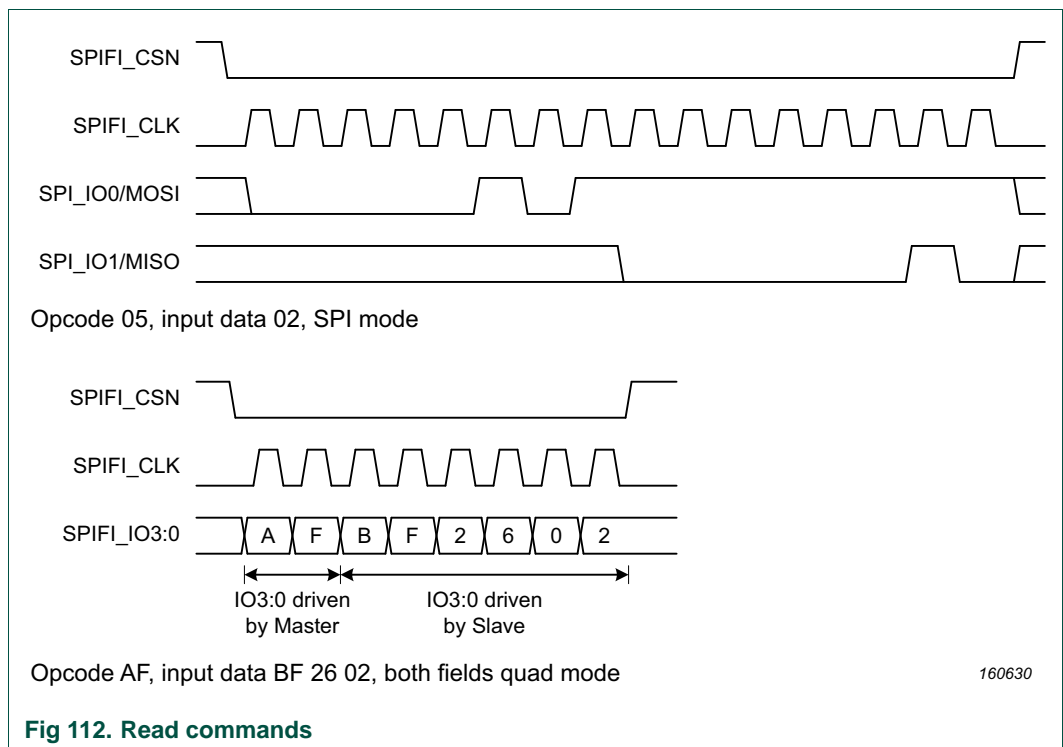 SPIFI_CSN
SPIFI_CLK
SPI_IO0/MOSI
SPI_IO1/MISO
Opcode 05, input data 02, SPI mode
SPIFI_CSN
SPIFI_CLK
SPIFI_IO3:0 A F B F 2 6 0 2
IO3:0 driven IO3:0 driven
by Master by Slave
Opcode AF, input data BF 26 02, both fields quad mode 160630
Fig 112. Read commands